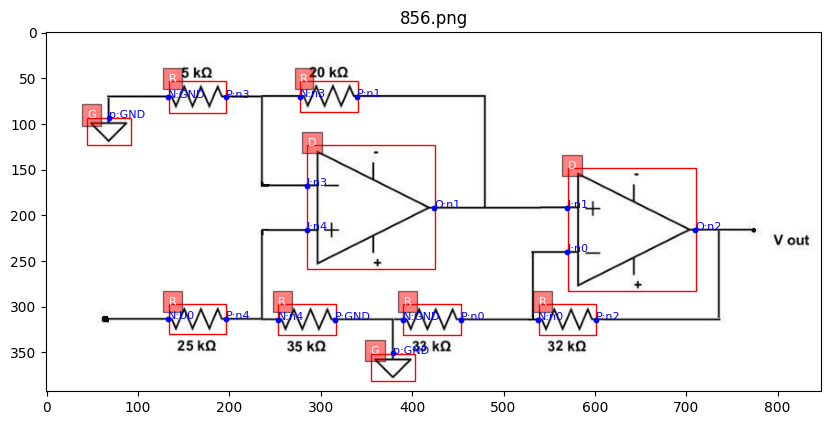 856.png
0
50
100
150
200
250
300
350
0 100 200 300 400 500 600 700 800
5 kΩ
20 kΩ
R
R
N:GND
P:n3
N:n3
P:n1
G
p:GND
D
-
I:n3
−
I:n4
+
O:n1
+
D
-
I:n1
+
I:n0
−
O:n2
+
V out
R
R
R
R
P:n4
N:n4
P:GND
N:GND
P:n0
N:n0
P:n2
25 kΩ
35 kΩ
33 kΩ
32 kΩ
G
p:GND